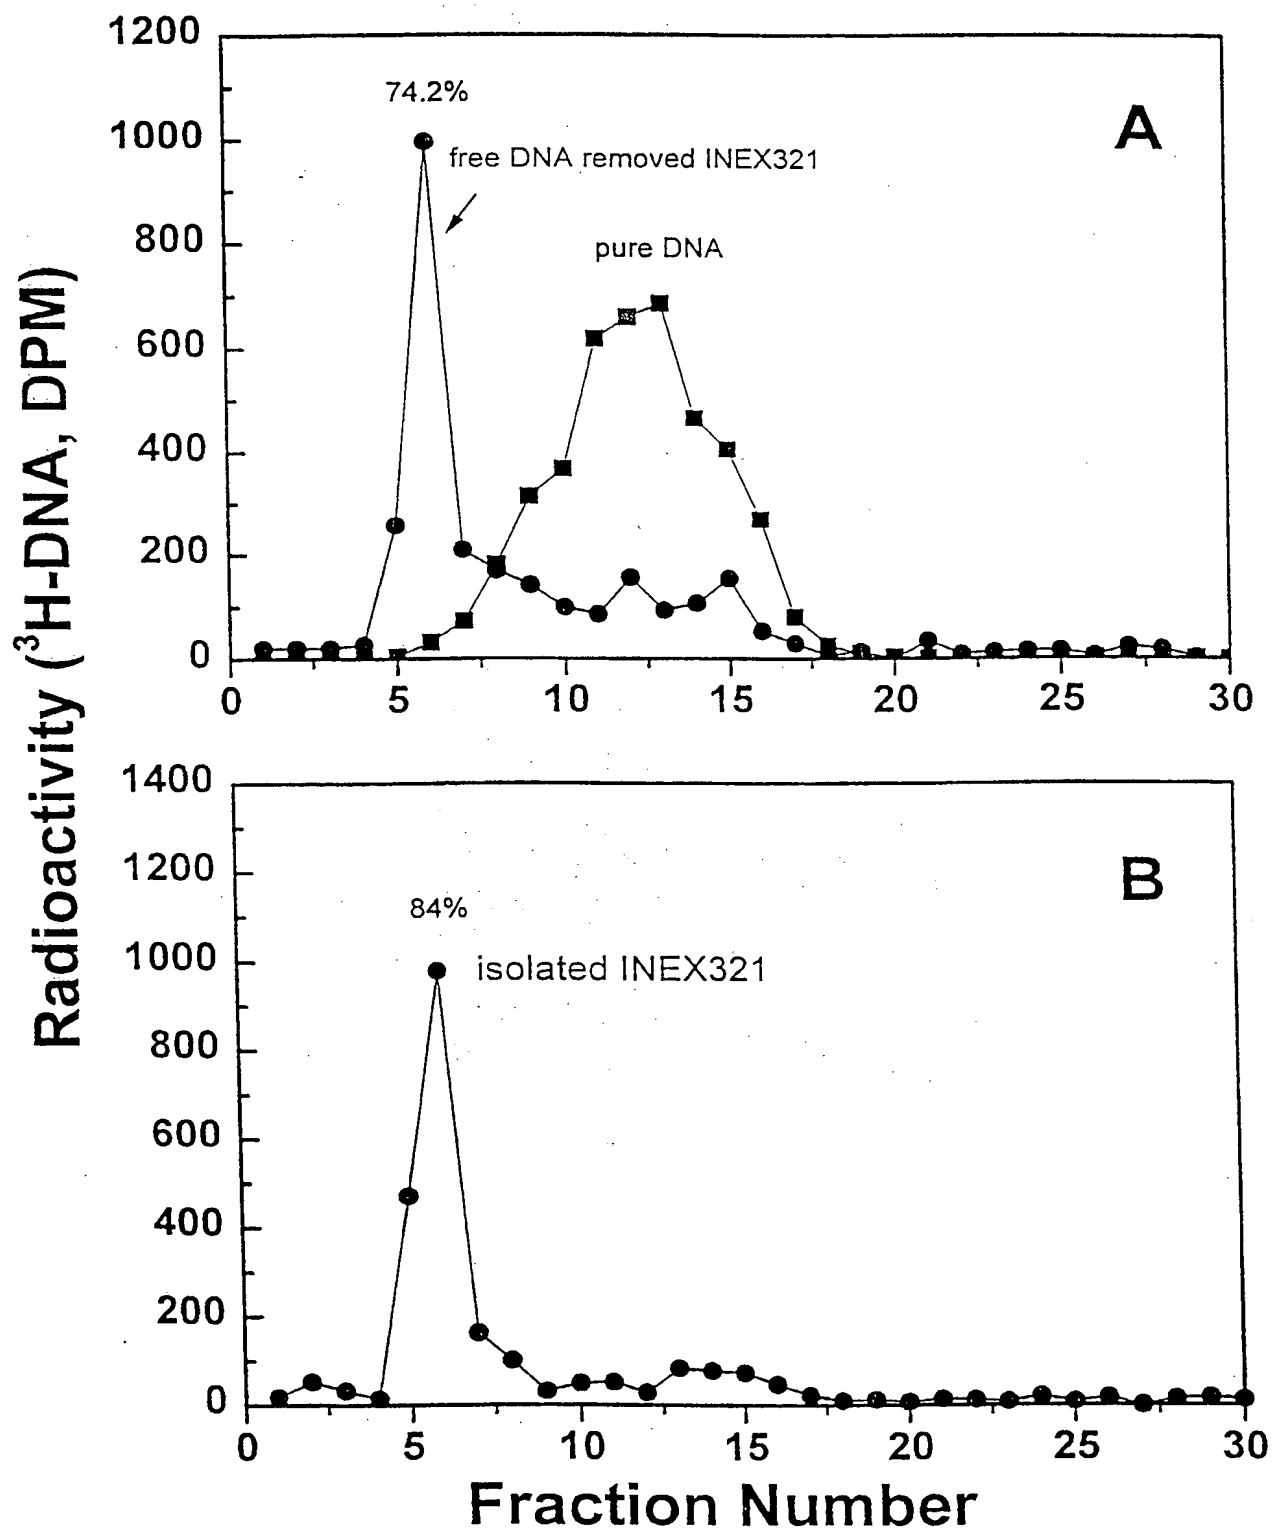 Radioactivity (³H-DNA, DPM)
1200
1000
800
600
400
200
0
74.2%
A
free DNA removed INEX321
pure DNA
0 5 10 15 20 25 30
1400
1200
1000
800
600
400
200
0
B
84%
isolated INEX321
0 5 10 15 20 25 30
Fraction Number